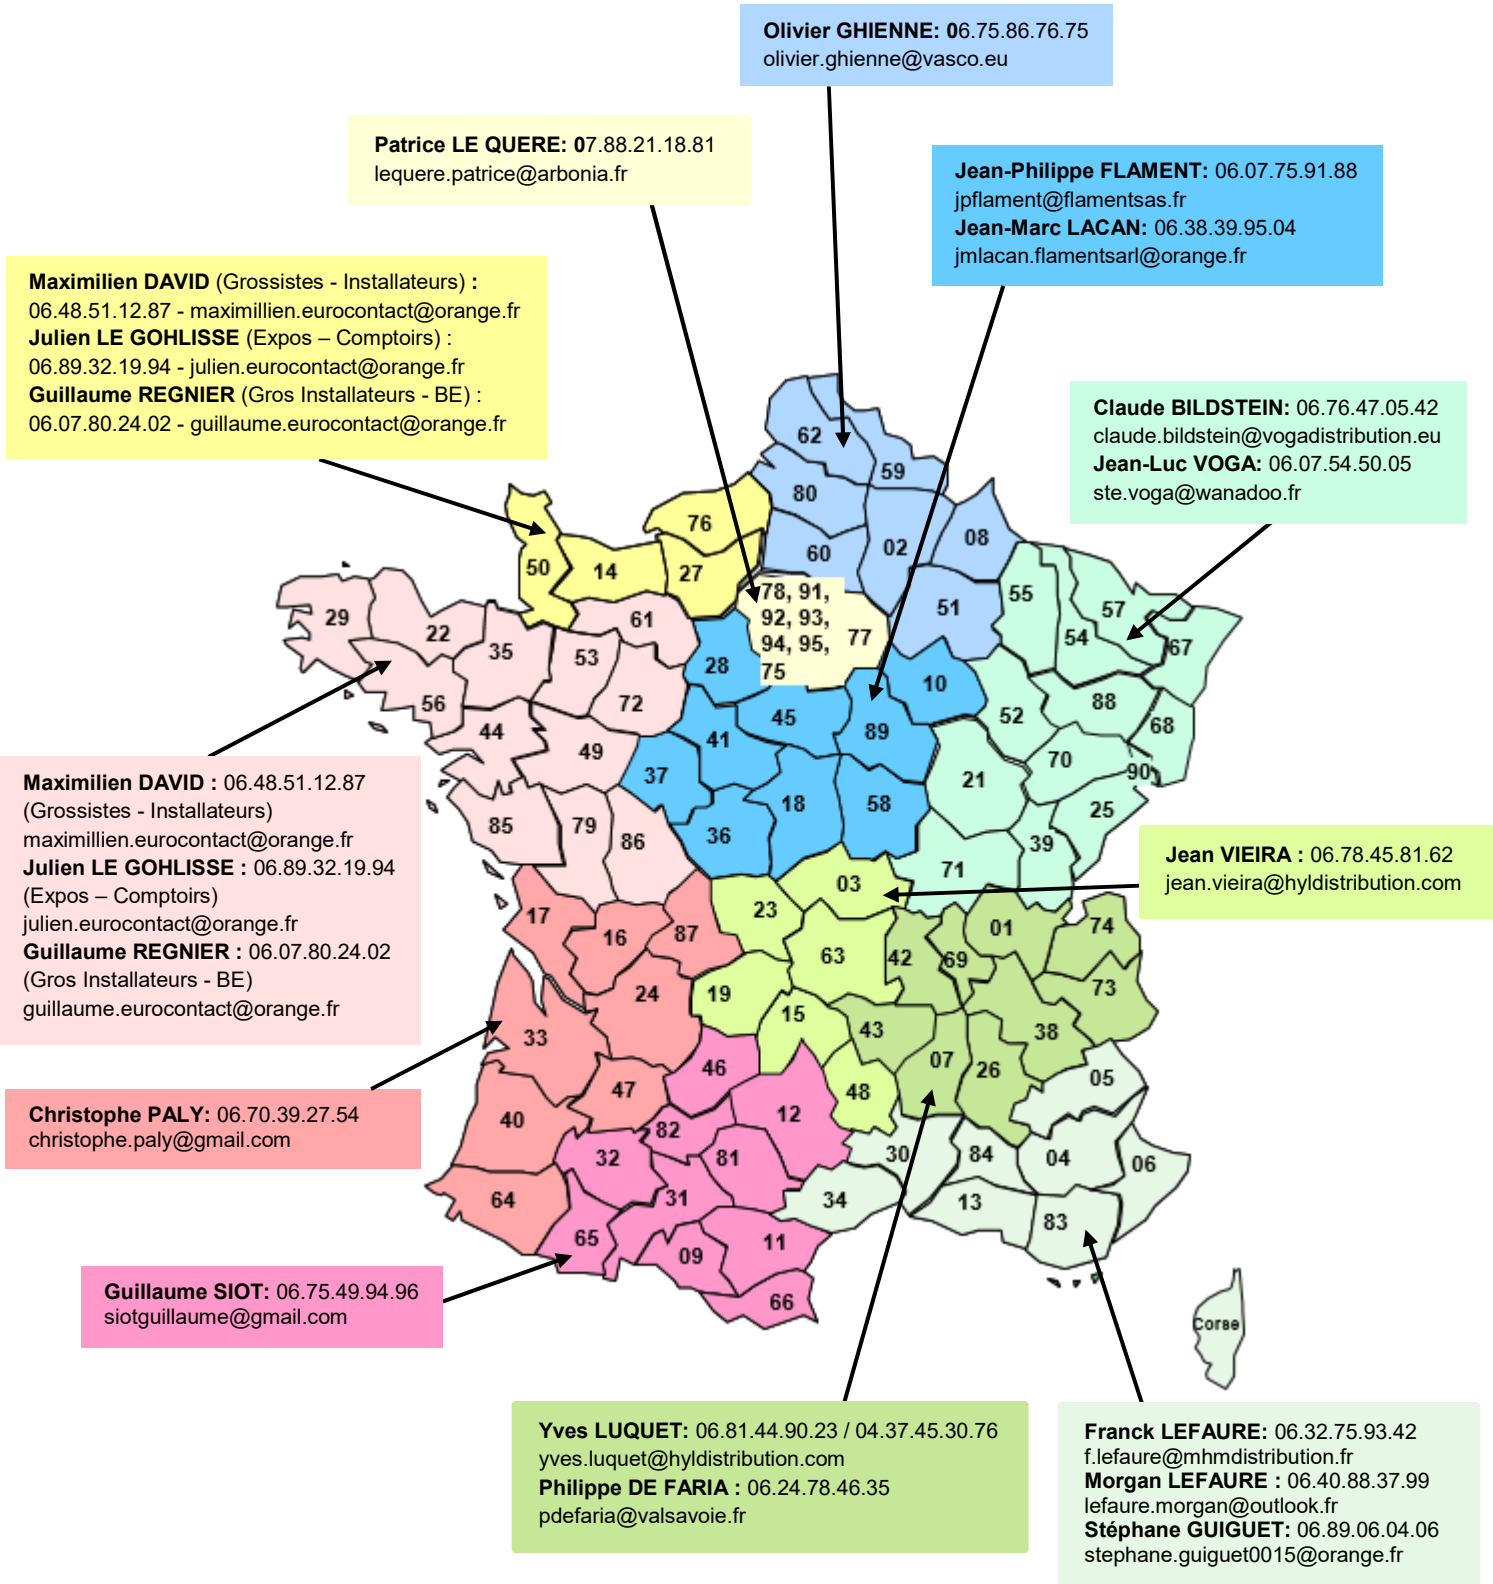 Olivier GHIENNE: 06.75.86.76.75
olivier.ghienne@vasco.eu
Patrice LE QUERE: 07.88.21.18.81
lequere.patrice@arbonia.fr
Jean-Philippe FLAMENT: 06.07.75.91.88
jpflament@flamentsas.fr
Jean-Marc LACAN: 06.38.39.95.04
jmlacan.flamentsarl@orange.fr
Maximilien DAVID (Grossistes - Installateurs) :
06.48.51.12.87 - maximillien.eurocontact@orange.fr
Julien LE GOHLISSE (Expos – Comptoirs) :
06.89.32.19.94 - julien.eurocontact@orange.fr
Guillaume REGNIER (Gros Installateurs - BE) :
06.07.80.24.02 - guillaume.eurocontact@orange.fr
Claude BILDSTEIN: 06.76.47.05.42
claude.bildstein@vogadistribution.eu
Jean-Luc VOGA: 06.07.54.50.05
ste.voga@wanadoo.fr
62
59
80
76
60
02
08
50
14
27
78, 91,
92, 93,
94, 95,
75
77
51
55
57
54
67
29
22
35
61
53
28
10
56
72
45
52
88
68
44
49
41
89
70
90
37
21
25
85
79
86
36
18
58
39
71
03
Maximilien DAVID : 06.48.51.12.87
(Grossistes - Installateurs)
maximillien.eurocontact@orange.fr
Julien LE GOHLISSE : 06.89.32.19.94
(Expos – Comptoirs)
julien.eurocontact@orange.fr
Guillaume REGNIER : 06.07.80.24.02
(Gros Installateurs - BE)
guillaume.eurocontact@orange.fr
Jean VIEIRA : 06.78.45.81.62
jean.vieira@hyldistribution.com
17
16
87
23
63
42
69
01
74
73
24
19
15
43
38
33
46
07
26
05
47
48
12
40
82
32
81
30
84
04
06
64
31
34
13
83
65
09
11
66
Corse
Christophe PALY: 06.70.39.27.54
christophe.paly@gmail.com
Guillaume SIOT: 06.75.49.94.96
siotguillaume@gmail.com
Yves LUQUET: 06.81.44.90.23 / 04.37.45.30.76
yves.luquet@hyldistribution.com
Philippe DE FARIA : 06.24.78.46.35
pdefaria@valsavoie.fr
Franck LEFAURE: 06.32.75.93.42
f.lefaure@mhmdistribution.fr
Morgan LEFAURE : 06.40.88.37.99
lefaure.morgan@outlook.fr
Stéphane GUIGUET: 06.89.06.04.06
stephane.guiguet0015@orange.fr